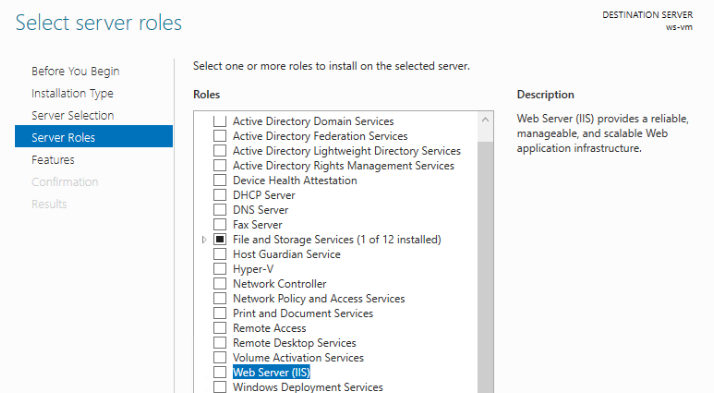 Select server roles
DESTINATION SERVER
ws-vm
Before You Begin
Installation Type
Server Selection
Server Roles
Features
Confirmation
Results
Select one or more roles to install on the selected server.
Roles
Active Directory Domain Services
Active Directory Federation Services
Active Directory Lightweight Directory Services
Active Directory Rights Management Services
Device Health Attestation
DHCP Server
DNS Server
Fax Server
File and Storage Services (1 of 12 installed)
Host Guardian Service
Hyper-V
Network Controller
Network Policy and Access Services
Print and Document Services
Remote Access
Remote Desktop Services
Volume Activation Services
Web Server (IIS)
Windows Deployment Services
Description
Web Server (IIS) provides a reliable,
manageable, and scalable Web
application infrastructure.